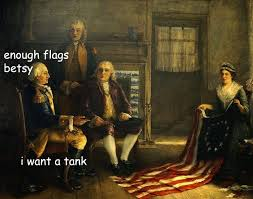 enough flags
betsy
i want a tank